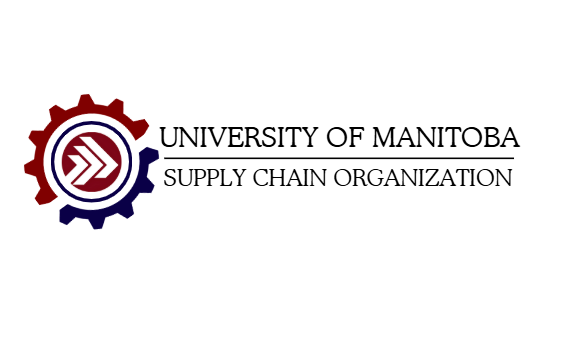 UNIVERSITY OF MANITOBA
SUPPLY CHAIN ORGANIZATION